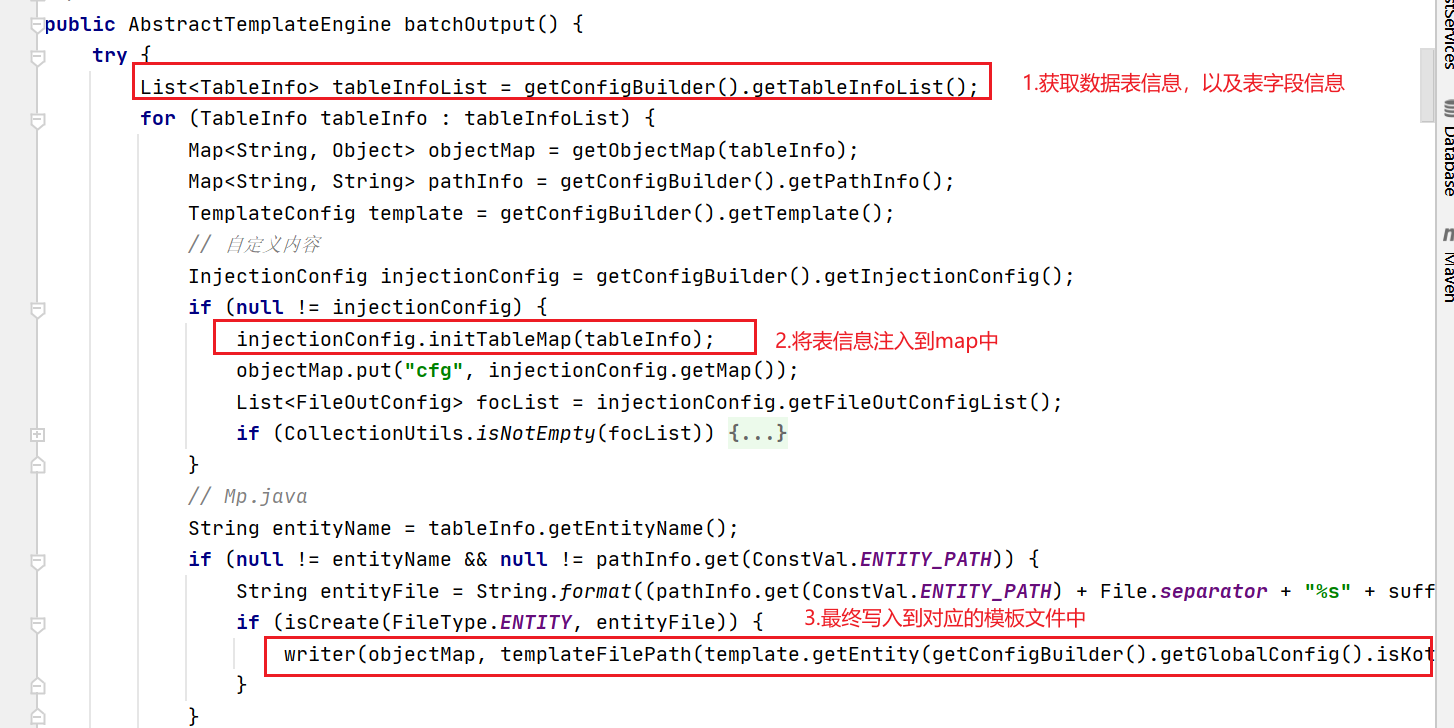 public AbstractTemplateEngine batchOutput() {
try {
List<TableInfo> tableInfoList = getConfigBuilder().getTableInfoList();
1.获取数据表信息，以及表字段信息
for (TableInfo tableInfo : tableInfoList) {
Map<String, Object> objectMap = getObjectMap(tableInfo);
Map<String, String> pathInfo = getConfigBuilder().getPathInfo();
TemplateConfig template = getConfigBuilder().getTemplate();
// 自定义内容
InjectionConfig injectionConfig = getConfigBuilder().getInjectionConfig();
if (null != injectionConfig) {
injectionConfig.initTableMap(tableInfo);
2.将表信息注入到map中
objectMap.put("cfg", injectionConfig.getMap());
List<FileOutConfig> focList = injectionConfig.getFileOutConfigList();
if (CollectionUtils.isNotEmpty(focList)) {...}
}
// Mp.java
String entityName = tableInfo.getEntityName();
if (null != entityName && null != pathInfo.get(ConstVal.ENTITY_PATH)) {
String entityFile = String.format((pathInfo.get(ConstVal.ENTITY_PATH) + File.separator + "%s" + suff
if (isCreate(FileType.ENTITY, entityFile)) {
3.最终写入到对应的模板文件中
writer(objectMap, templateFilePath(template.getEntity(getConfigBuilder().getGlobalConfig().isKot
}
}
Database
Maven